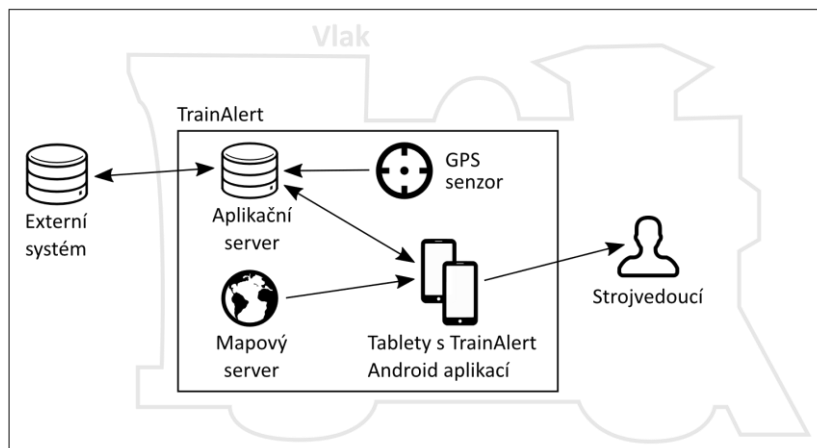 Vlak
TrainAlert
GPS
senzor
Externí
systém
Aplikační
server
Strojvedoucí
Mapový
server
Tablety s TrainAlert
Android aplikací